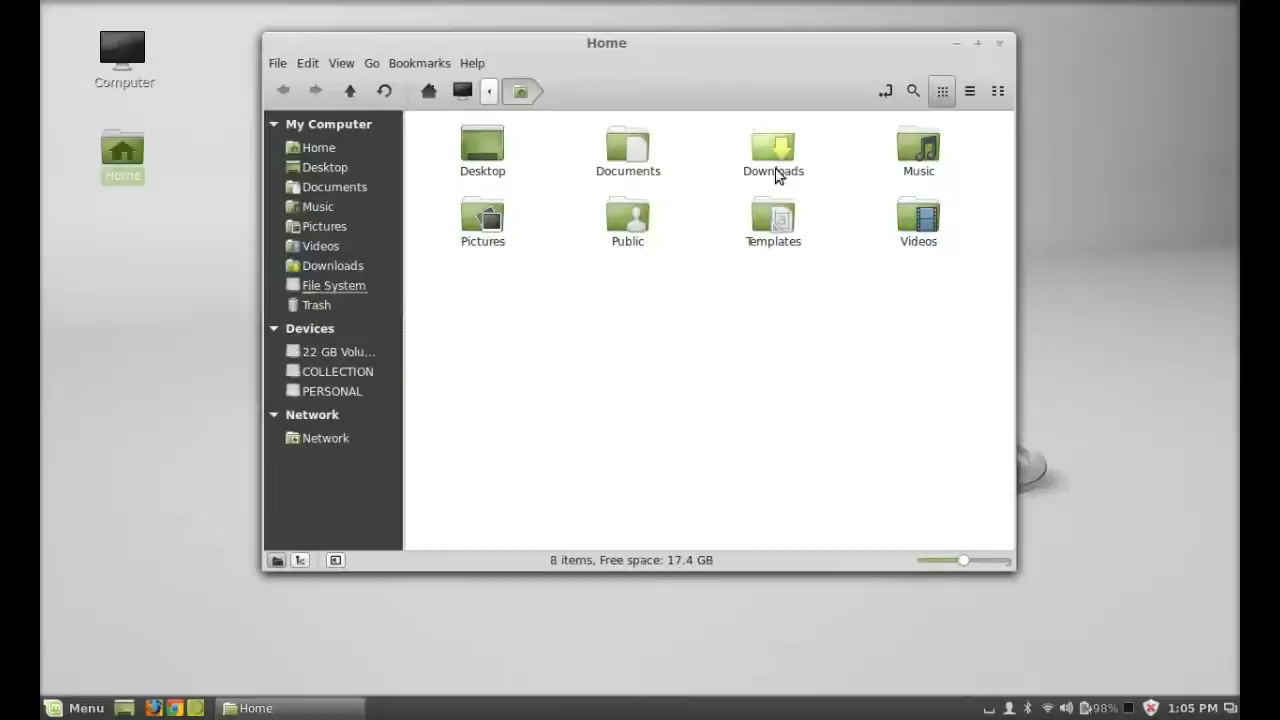 Computer
Home
Home
File Edit View Go Bookmarks Help
My Computer
Home
Desktop
Documents
Music
Pictures
Videos
Downloads
File System
Trash
Devices
22 GB Volu...
COLLECTION
PERSONAL
Network
Network
Desktop
Documents
Downloads
Music
Pictures
Public
Templates
Videos
8 items, Free space: 17.4 GB
Menu
Home
98%
1:05 PM